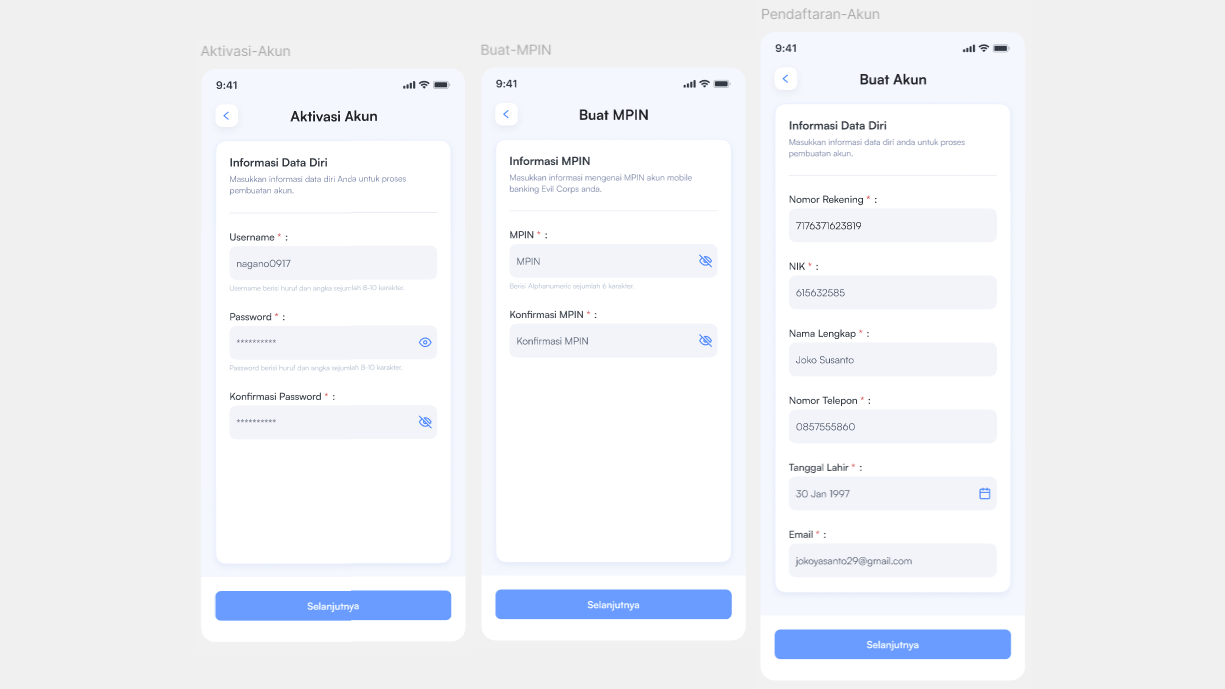 Aktivasi-Akun
9:41
Aktivasi Akun
Informasi Data Diri
Masukkan informasi data diri Anda untuk proses
pembuatan akun.
Username * :
nagano0917
Username berisi huruf dan angka sejumlah 8-10 karakter.
Password * :
**********
Password berisi huruf dan angka sejumlah 8-10 karakter.
Konfirmasi Password * :
**********
Selanjutnya
Buat-MPIN
9:41
Buat MPIN
Informasi MPIN
Masukkan informasi mengenai MPIN akun mobile
banking Evil Corps anda.
MPIN * :
MPIN
Berisi Alphanumeric sejumlah 6 karakter.
Konfirmasi MPIN * :
Konfirmasi MPIN
Selanjutnya
Pendaftaran-Akun
9:41
Buat Akun
Informasi Data Diri
Masukkan informasi data diri anda untuk proses
pembuatan akun.
Nomor Rekening * :
7176371623819
NIK * :
615632585
Nama Lengkap * :
Joko Susanto
Nomor Telepon * :
0857555860
Tanggal Lahir * :
30 Jan 1997
Email * :
jokoyasanto29@gmail.com
Selanjutnya